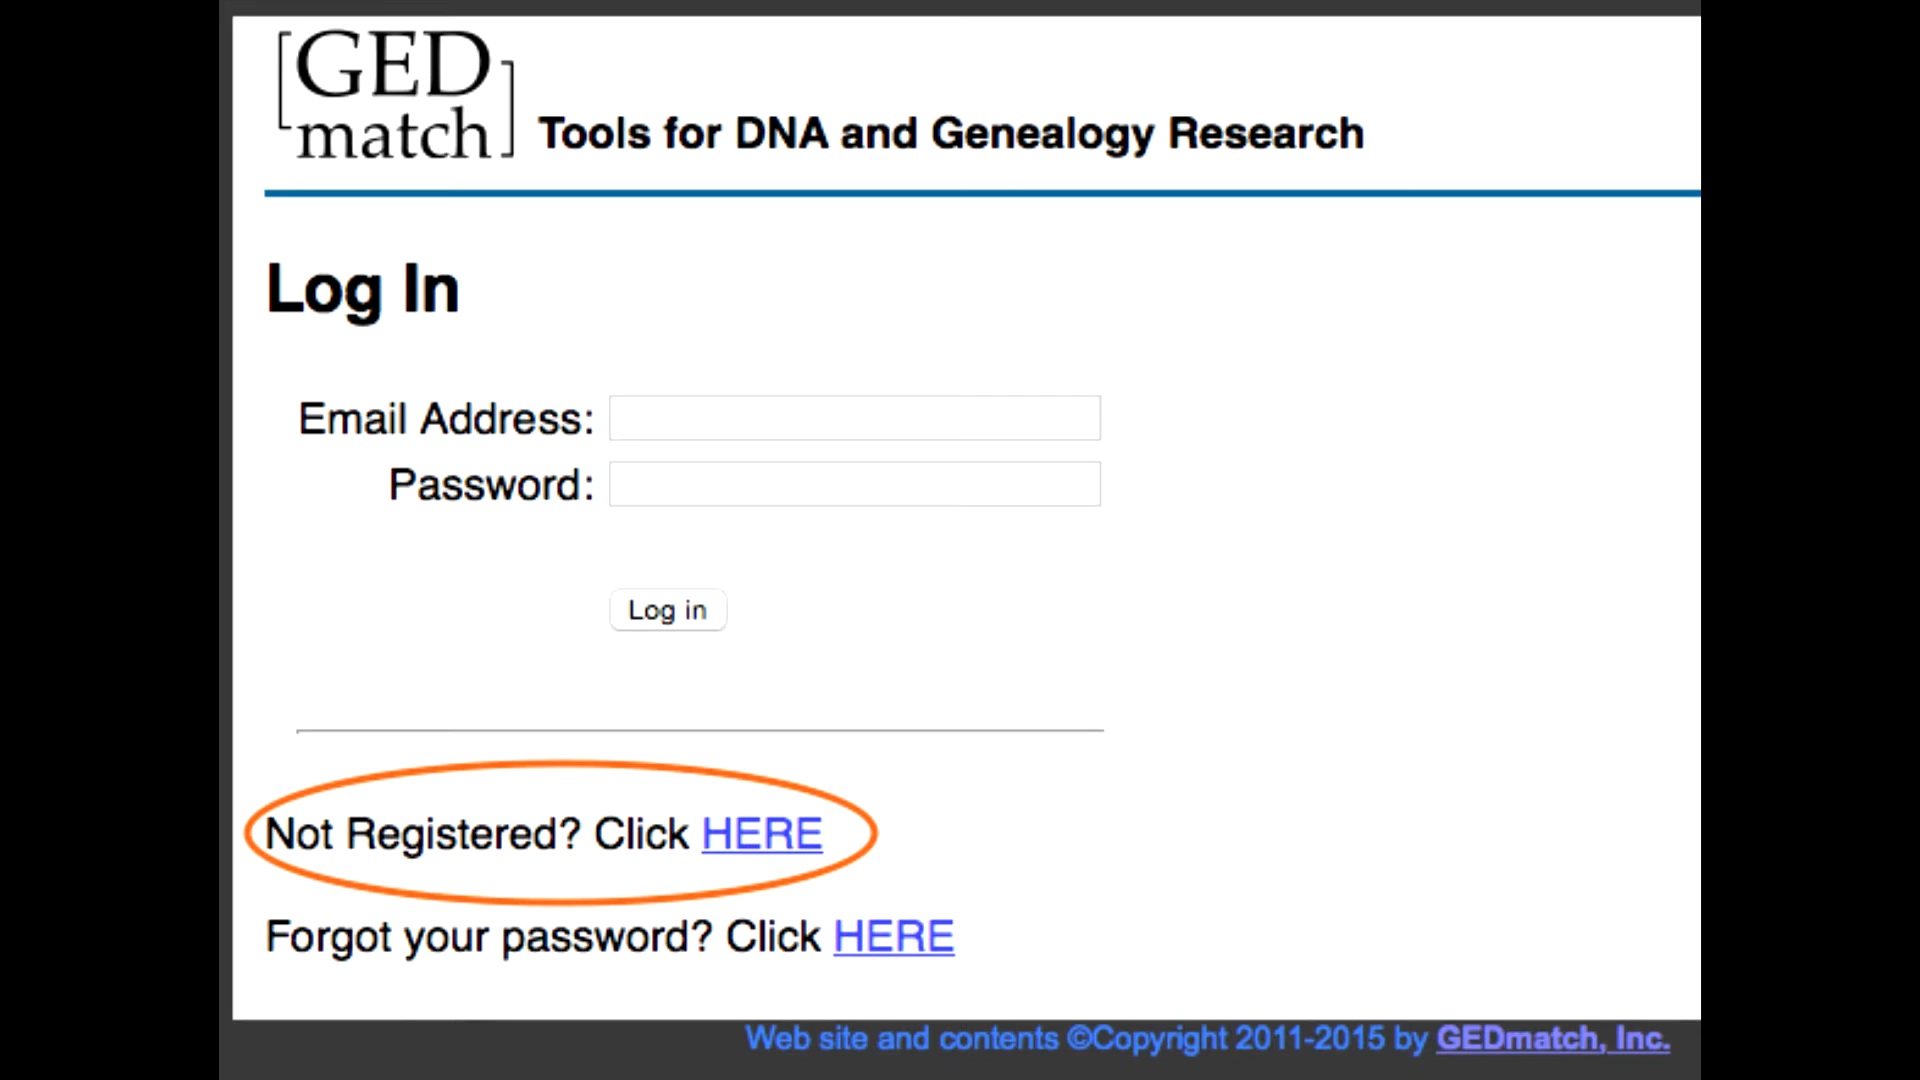 GED
match
Tools for DNA and Genealogy Research
Log In
Email Address:
Password:
Log in
Not Registered? Click HERE
Forgot your password? Click HERE
Web site and contents ©Copyright 2011-2015 by GEDmatch, Inc.